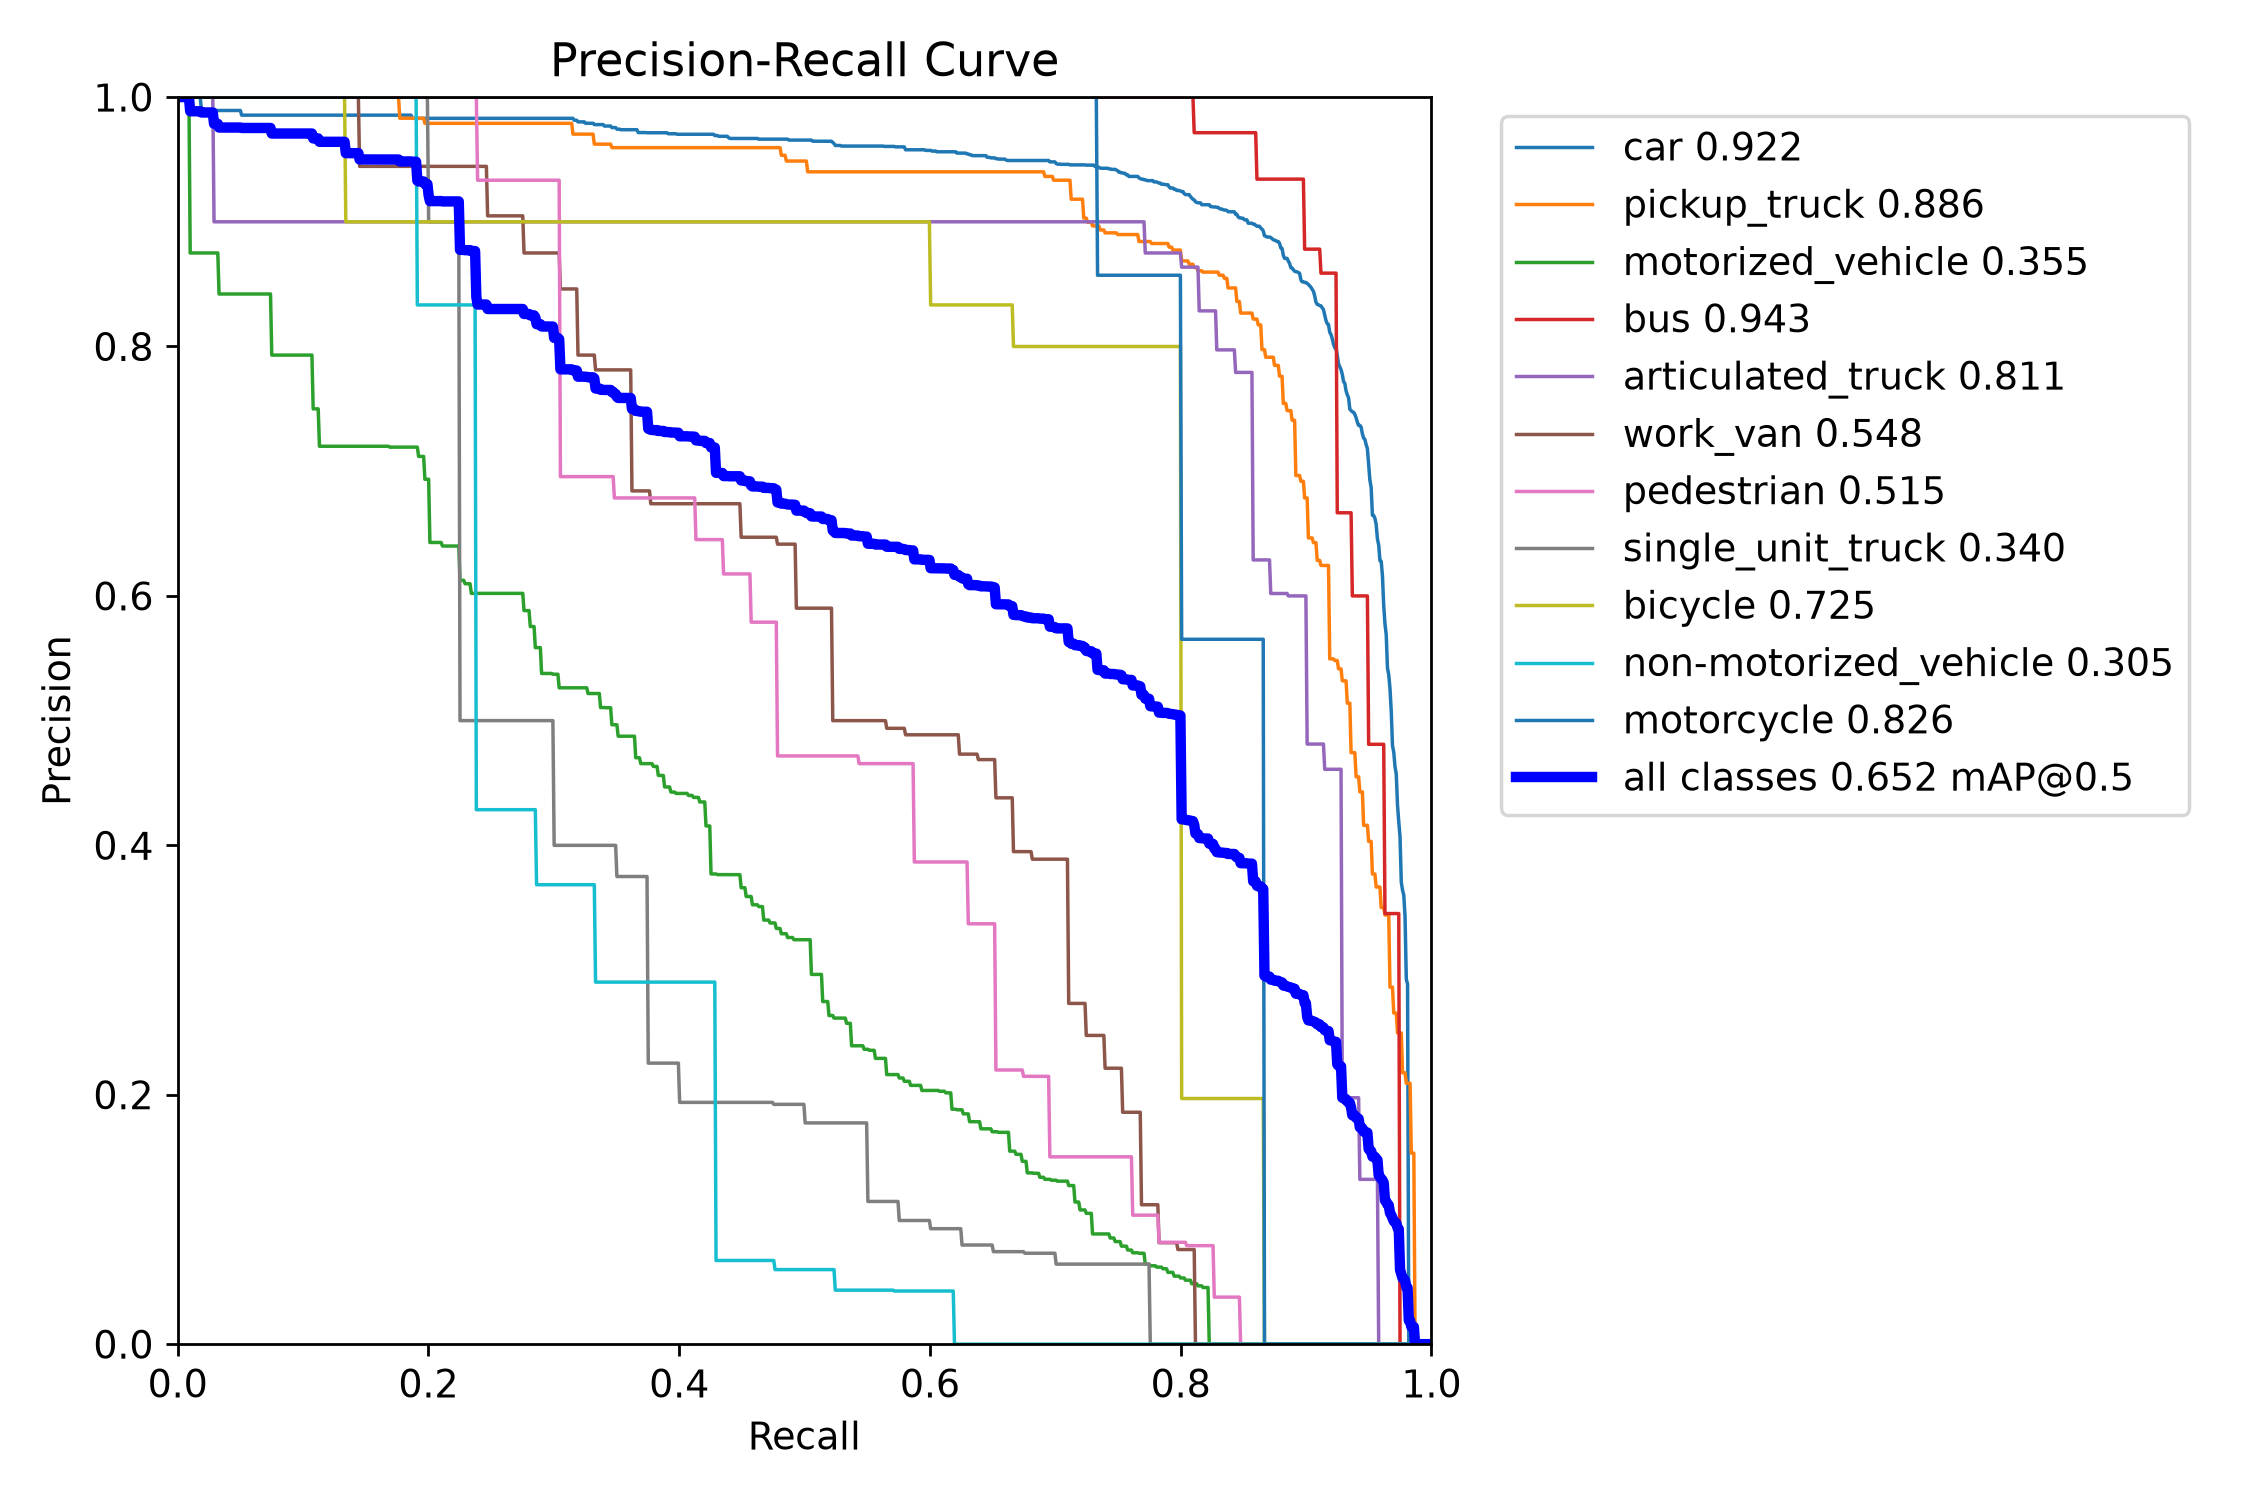 Precision-Recall Curve
1.0
0.8
0.6
0.4
0.2
0.0
Precision
0.0 0.2 0.4 0.6 0.8 1.0
Recall
car 0.922
pickup_truck 0.886
motorized_vehicle 0.355
bus 0.943
articulated_truck 0.811
work_van 0.548
pedestrian 0.515
single_unit_truck 0.340
bicycle 0.725
non-motorized_vehicle 0.305
motorcycle 0.826
all classes 0.652 mAP@0.5